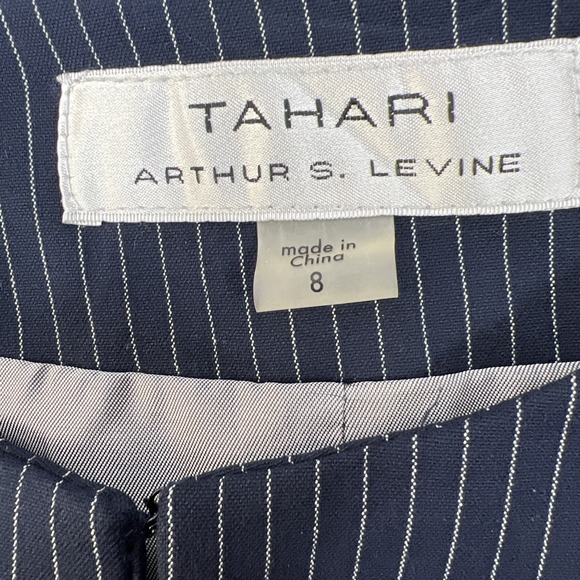 TAHARI
ARTHUR S. LEVINE
made in
China
8